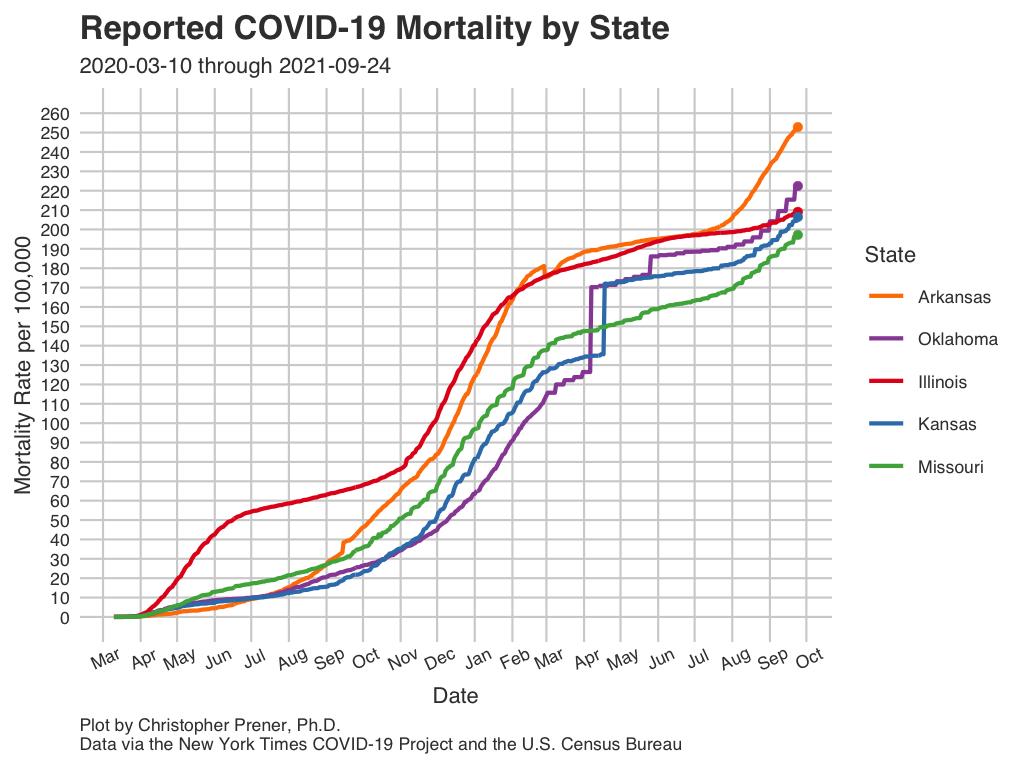 Reported COVID-19 Mortality by State
2020-03-10 through 2021-09-24
Mortality Rate per 100,000
260
250
240
230
220
210
200
190
180
170
160
150
140
130
120
110
100
90
80
70
60
50
40
30
20
10
0
Mar Apr May Jun Jul Aug Sep Oct Nov Dec Jan Feb Mar Apr May Jun Jul Aug Sep Oct
Date
State
Arkansas
Oklahoma
Illinois
Kansas
Missouri
Plot by Christopher Prener, Ph.D.
Data via the New York Times COVID-19 Project and the U.S. Census Bureau